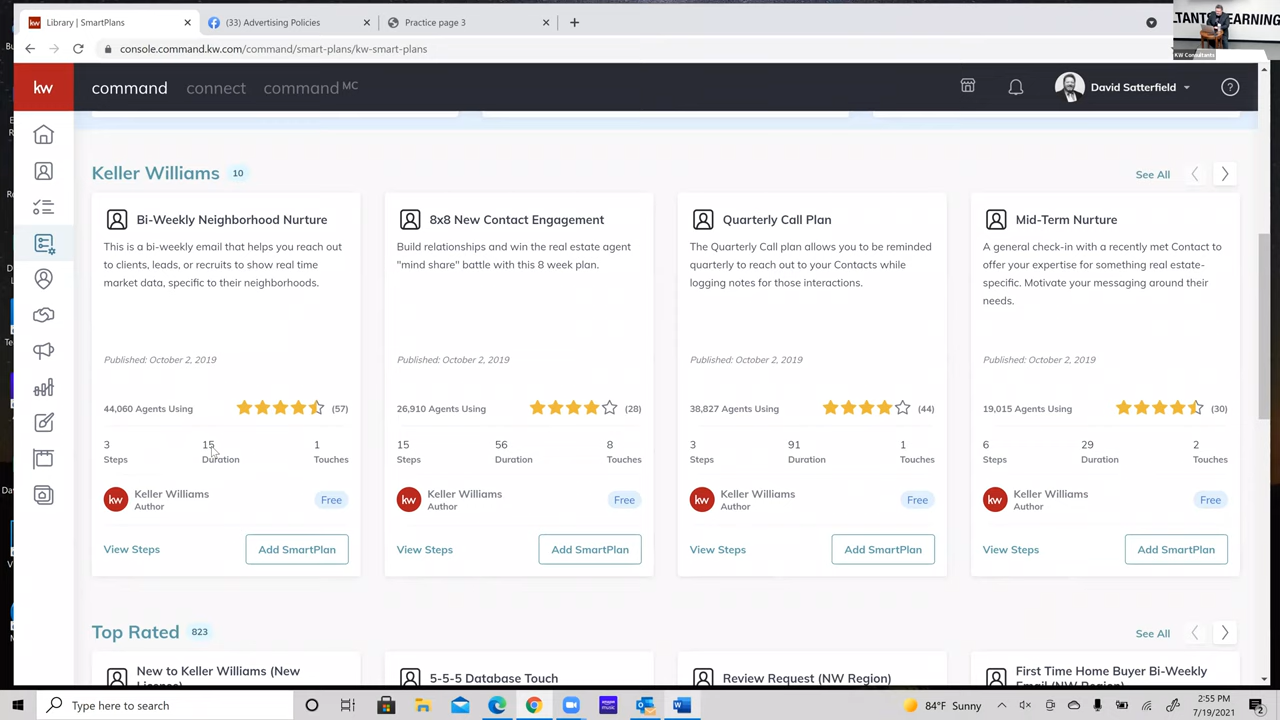 Library | SmartPlans
(33) Advertising Policies
Practice page 3
console.command.kw.com/command/smart-plans/kw-smart-plans
TANTS LEARNING
KW Consultants
kw
command
connect
command MC
David Satterfield
Keller Williams 10
See All
Bi-Weekly Neighborhood Nurture
This is a bi-weekly email that helps you reach out
to clients, leads, or recruits to show real time
market data, specific to their neighborhoods.
Published: October 2, 2019
44,060 Agents Using
(57)
3 15 1
Steps Duration Touches
kw
Keller Williams
Author
Free
View Steps
Add SmartPlan
8x8 New Contact Engagement
Build relationships and win the real estate agent
"mind share" battle with this 8 week plan.
Published: October 2, 2019
26,910 Agents Using
(28)
15 56 8
Steps Duration Touches
kw
Keller Williams
Author
Free
View Steps
Add SmartPlan
Quarterly Call Plan
The Quarterly Call plan allows you to be reminded
quarterly to reach out to your Contacts while
logging notes for those interactions.
Published: October 2, 2019
38,827 Agents Using
(44)
3 91 1
Steps Duration Touches
kw
Keller Williams
Author
Free
View Steps
Add SmartPlan
Mid-Term Nurture
A general check-in with a recently met Contact to
offer your expertise for something real estate-
specific. Motivate your messaging around their
needs.
Published: October 2, 2019
19,015 Agents Using
(30)
6 29 2
Steps Duration Touches
kw
Keller Williams
Author
Free
View Steps
Add SmartPlan
Top Rated 823
See All
New to Keller Williams (New
5-5-5 Database Touch
Review Request (NW Region)
First Time Home Buyer Bi-Weekly
Email (NW Region)
Type here to search
84°F Sunny
2:55 PM
7/19/2021